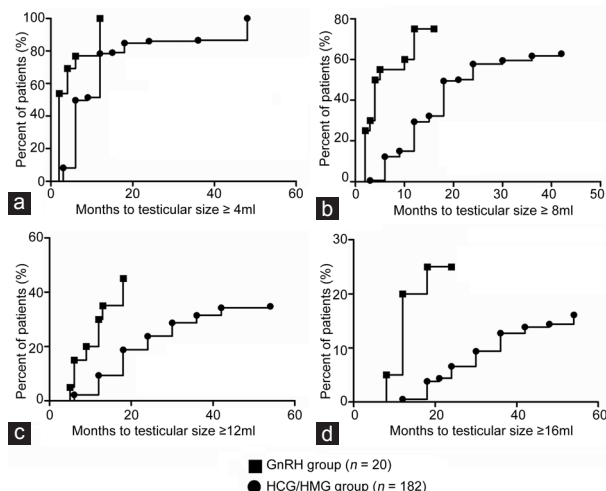 Percent of patients (%)
100
80
60
40
20
0
0 20 40 60
a
Months to testicular size ≥ 4ml
Percent of patients (%)
80
60
40
20
0
0 10 20 30 40 50
b
Months to testicular size ≥ 8ml
Percent of patients (%)
60
40
20
0
0 20 40 60
c
Months to testicular size ≥12ml
Percent of patients (%)
30
20
10
0
0 20 40 60
d
Months to testicular size ≥16ml
GnRH group (n = 20)
HCG/HMG group (n = 182)